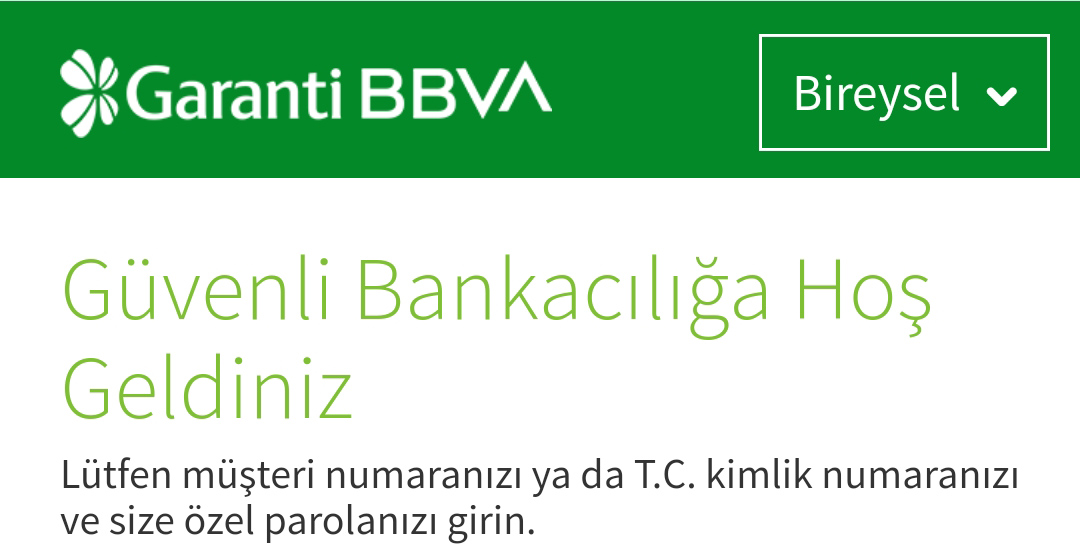 Garanti BBVA
Bireysel
Güvenli Bankacılığa Hoş
Geldiniz
Lütfen müşteri numaranızı ya da T.C. kimlik numaranızı
ve size özel parolanızı girin.